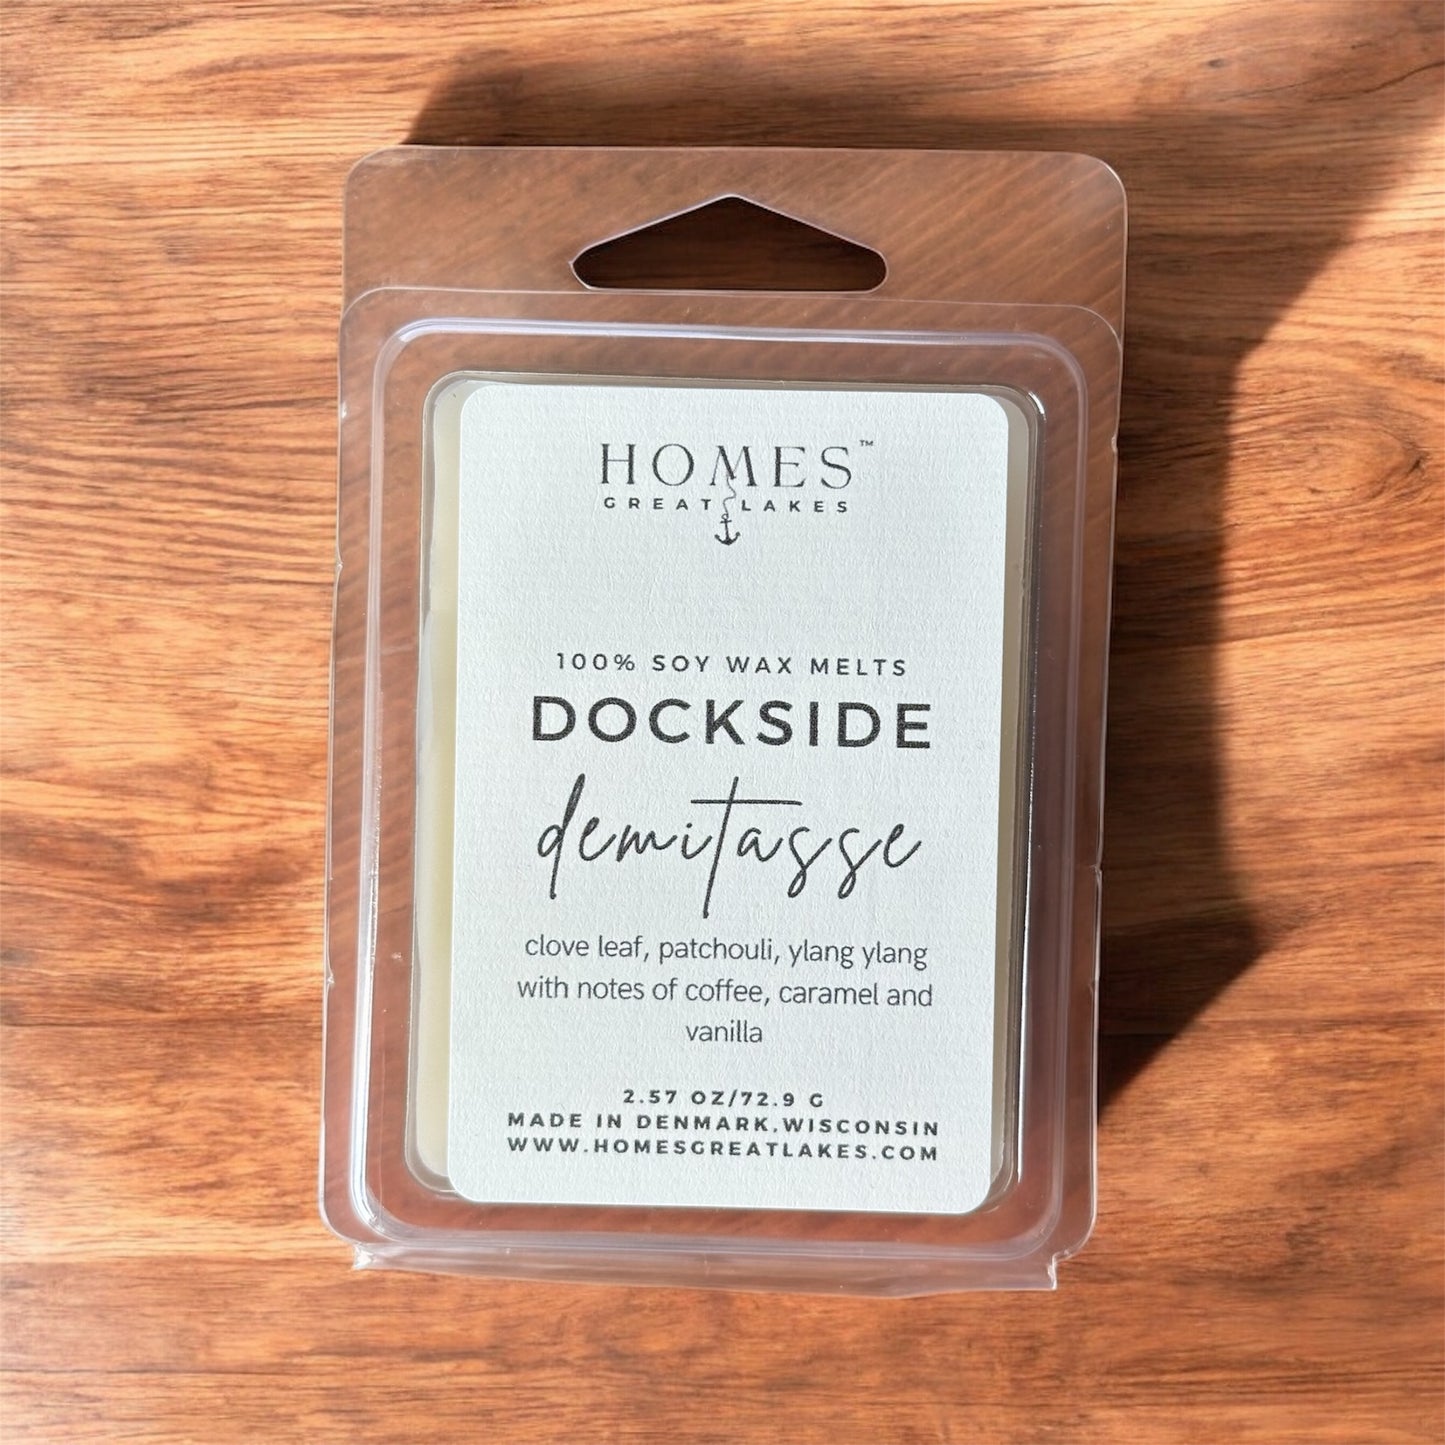 HOMES™
GREAT LAKES
100% SOY WAX MELTS
DOCKSIDE
demitasse
clove leaf, patchouli, ylang ylang
with notes of coffee, caramel and
vanilla
2.57 OZ/72.9 G
MADE IN DENMARK,WISCONSIN
WWW.HOMESGREATLAKES.COM